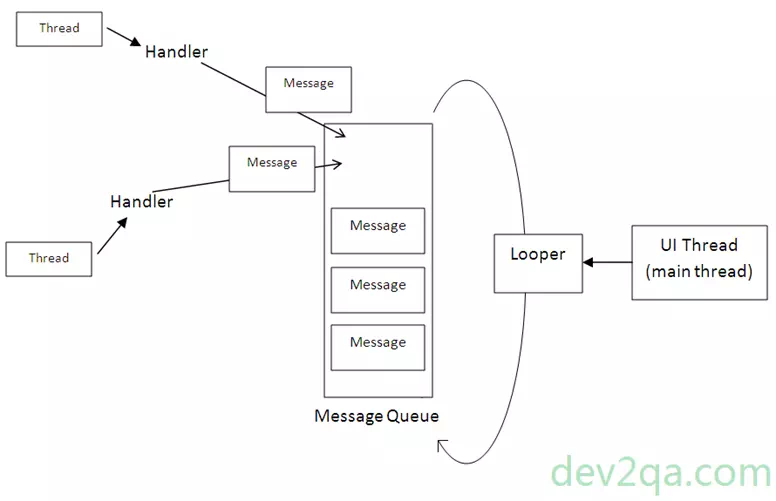 Thread
Handler
Message
Message
Handler
Thread
Message
Message
Message
Message Queue
Looper
UI Thread
(main thread)
dev2qa.com